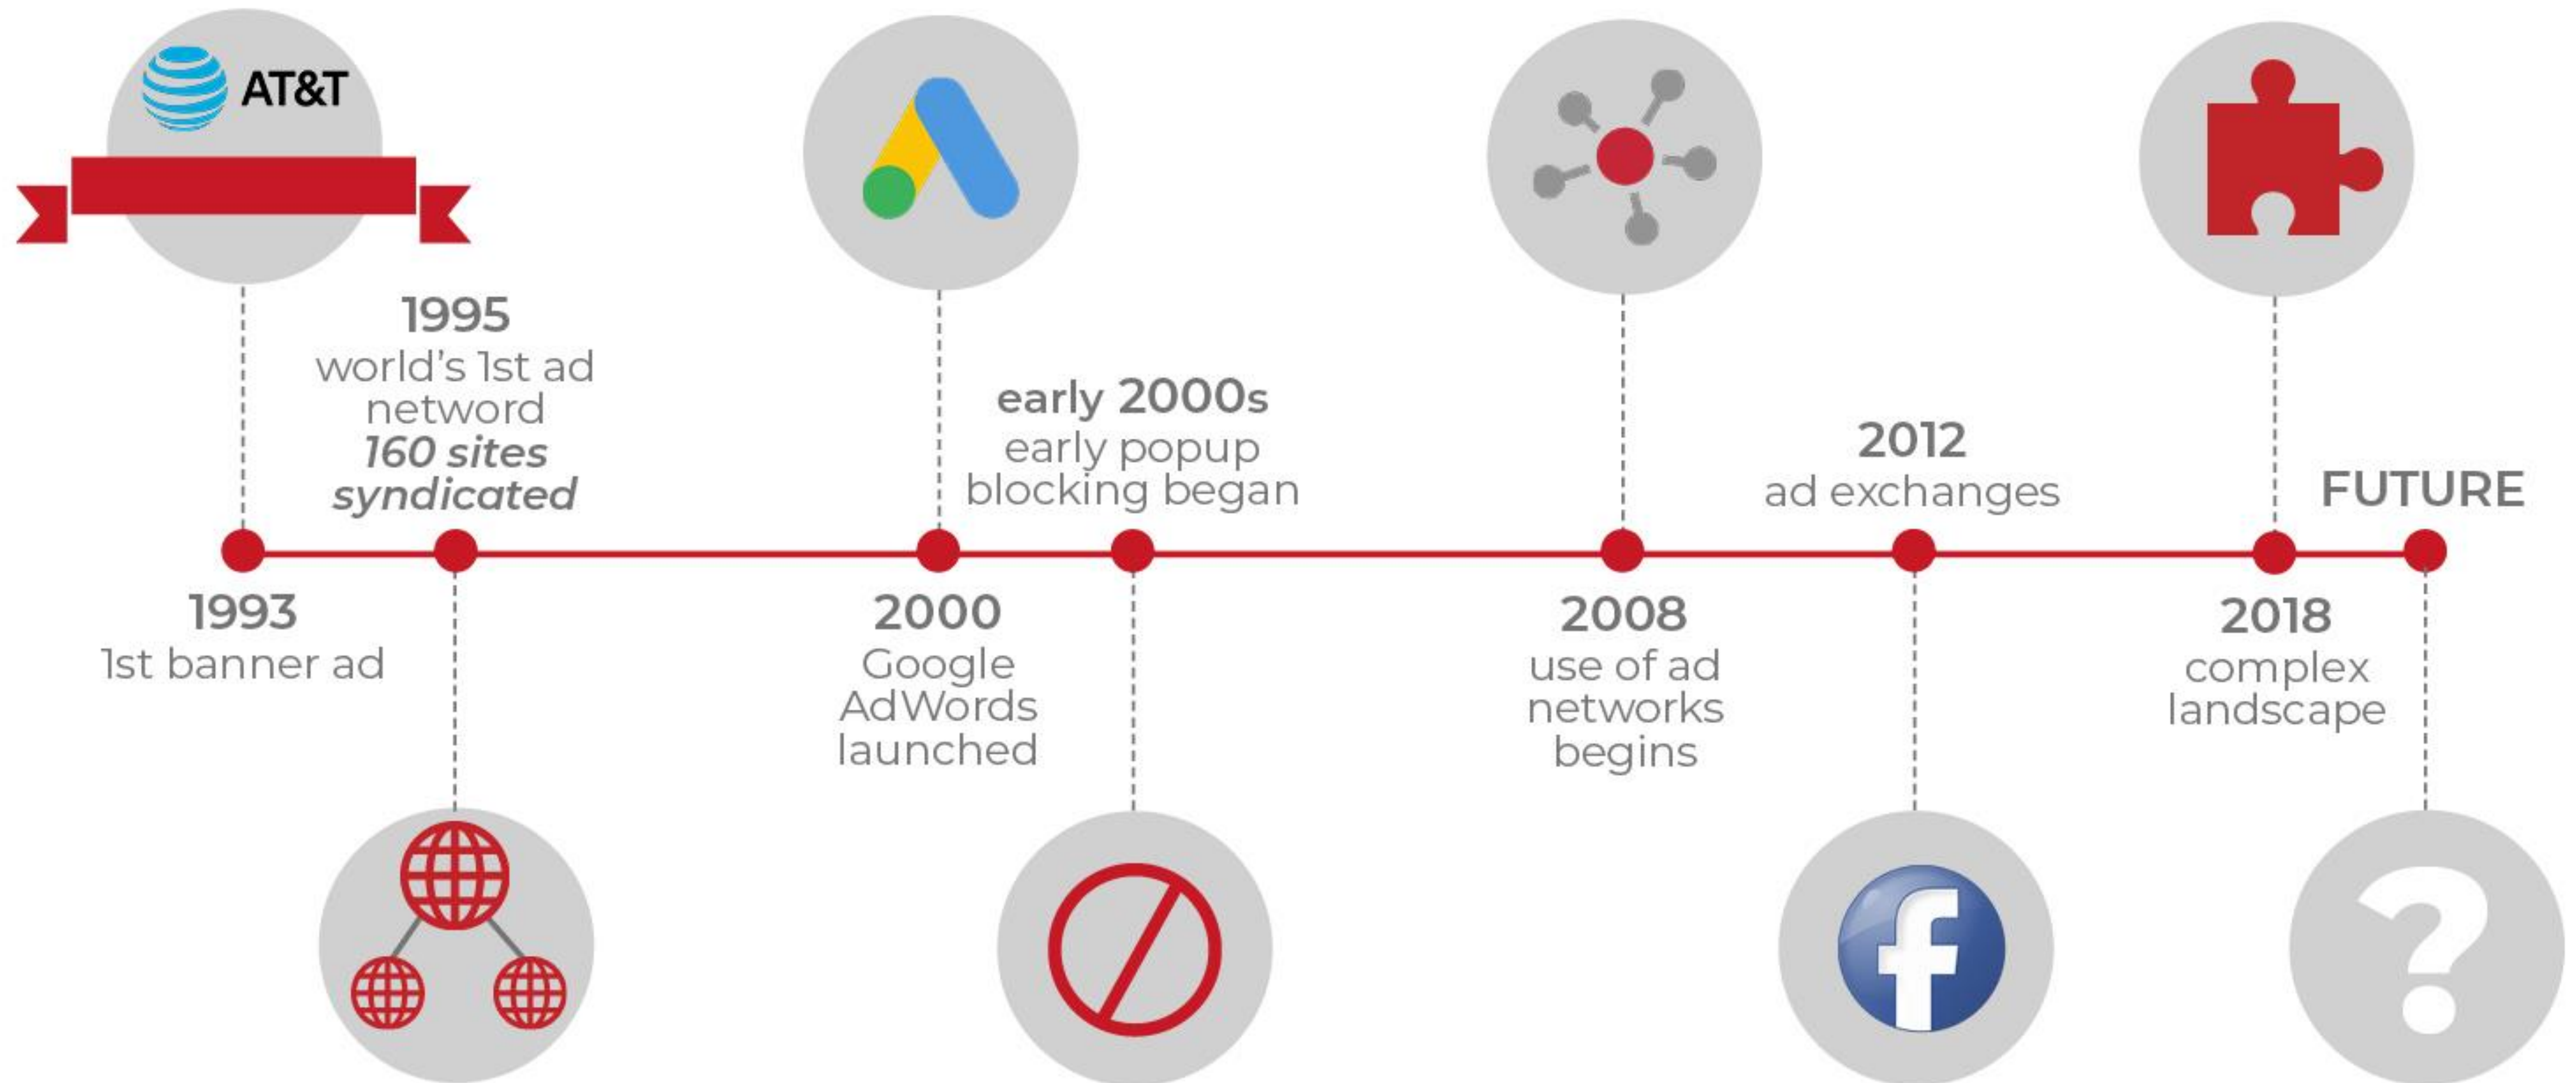 AT&T
1993
1st banner ad
1995
world's 1st ad
netword
160 sites
syndicated
2000
Google
AdWords
launched
early 2000s
early popup
blocking began
2008
use of ad
networks
begins
2012
ad exchanges
f
2018
complex
landscape
FUTURE
?